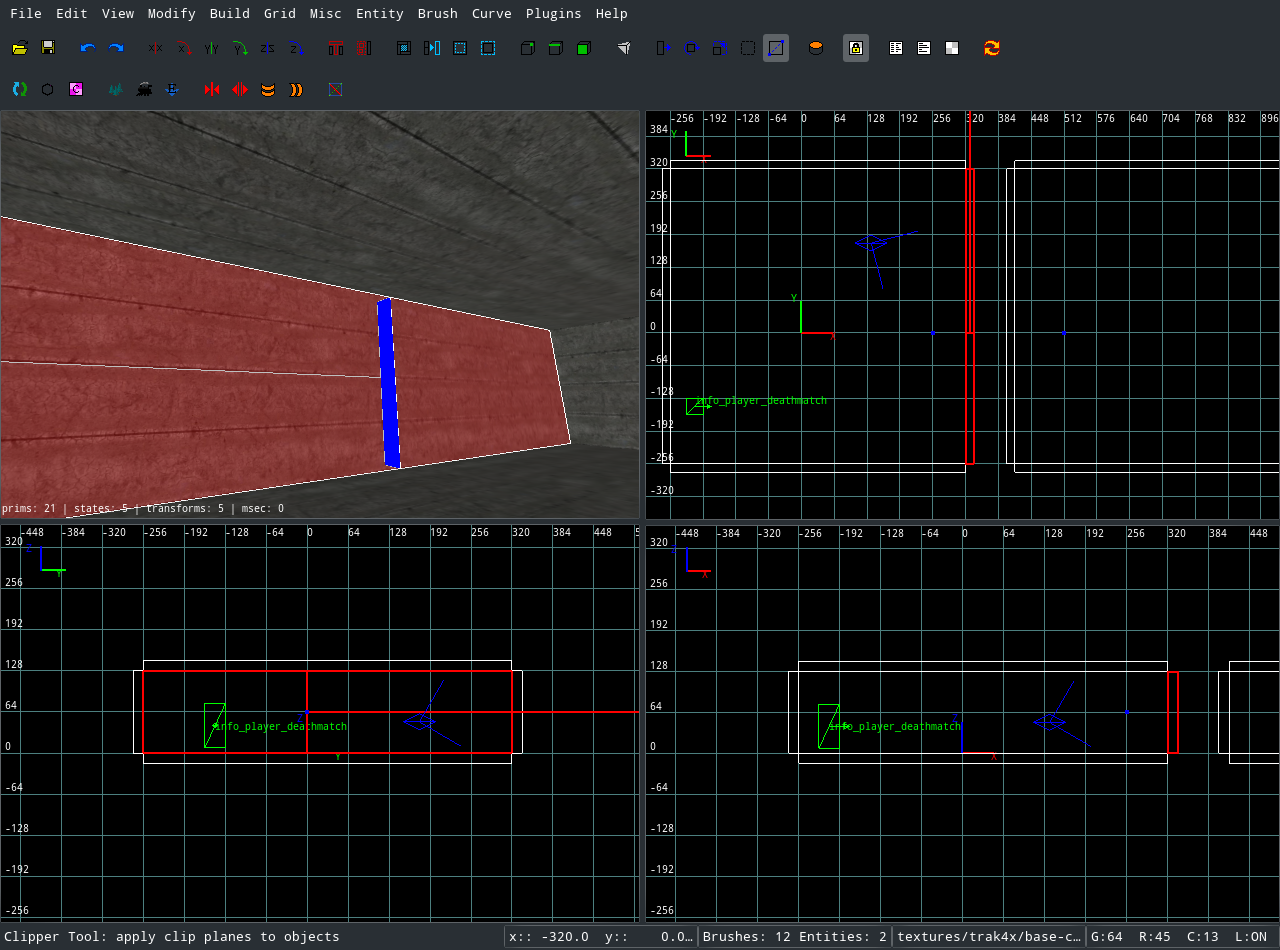 File Edit View Modify Build Grid Misc Entity Brush Curve Plugins Help
prims: 21 | states: 5 | transforms: 5 | msec: 0
-256 -192 -128 -64 0 64 128 192 256 320 384 448 512 576 640 704 768 832 896
384
Y
320
256
192
128
64
Y
0
X
-64
-128
info_player_deathmatch
-192
-256
-320
-448 -384 -320 -256 -192 -128 -64 0 64 128 192 256 320 384 448 5
320
Z
Y
256
192
128
64
info_player_deathmatch
0
Y
-64
-128
-192
-256
-448 -384 -320 -256 -192 -128 -64 0 64 128 192 256 320 384 448
320
Z
X
256
192
128
64
info_player_deathmatch
0
X
-64
-128
-192
-256
Clipper Tool: apply clip planes to objects
x:: -320.0 y:: 0.0…
Brushes: 12 Entities: 2
textures/trak4x/base-c…
G:64 R:45 C:13 L:ON